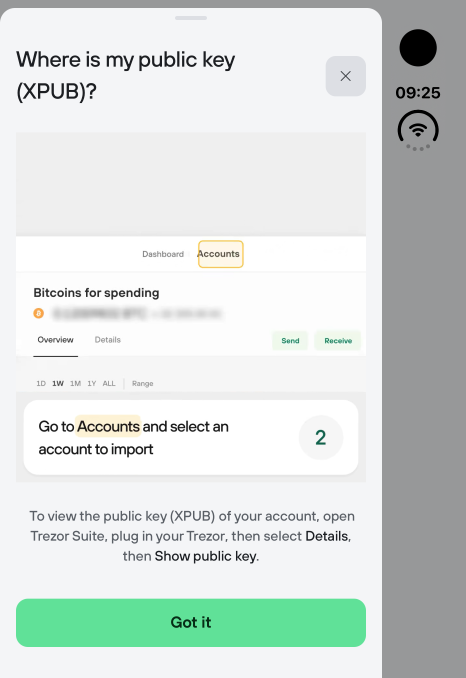 Where is my public key
(XPUB)?
09:25
Dashboard Accounts
Bitcoins for spending
Overview Details Send Receive
1D 1W 1M 1Y ALL Range
Go to Accounts and select an
account to import
2
To view the public key (XPUB) of your account, open
Trezor Suite, plug in your Trezor, then select Details,
then Show public key.
Got it